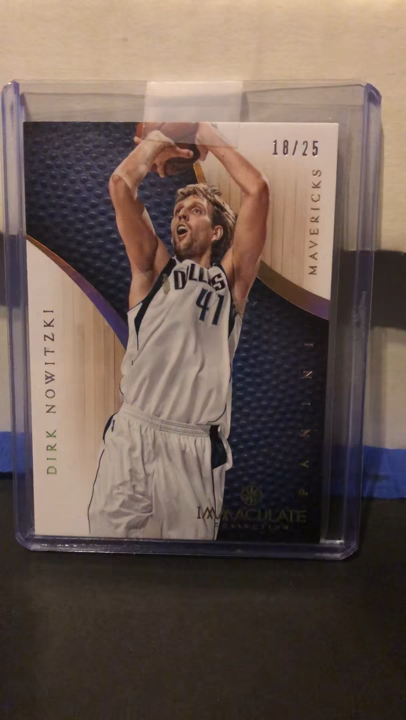 18/25
MAVERICKS
DALLAS
41
DIRK NOWITZKI
PANINI
IMMACULATE
COLLECTION